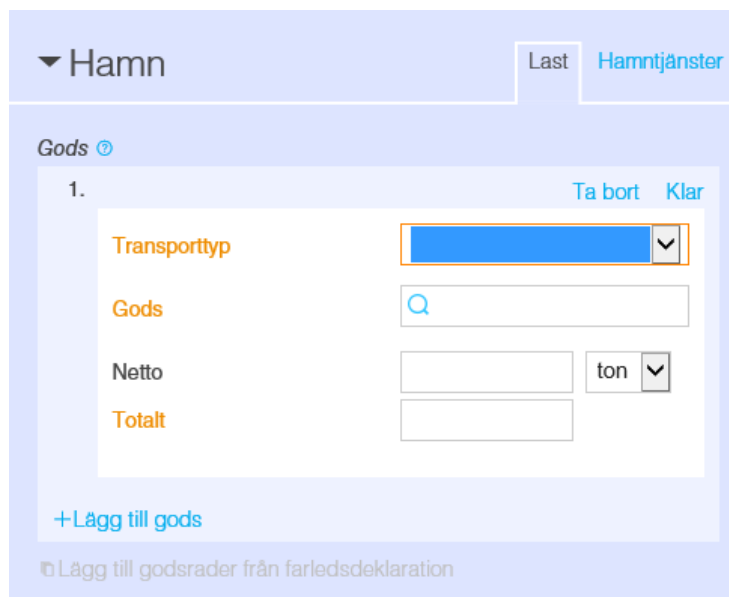 Hamn
Last Hamntjänster
Gods
1.
Ta bort Klar
Transporttyp
Gods
Netto ton
Totalt
+Lägg till gods
Lägg till godsrader från farledsdeklaration